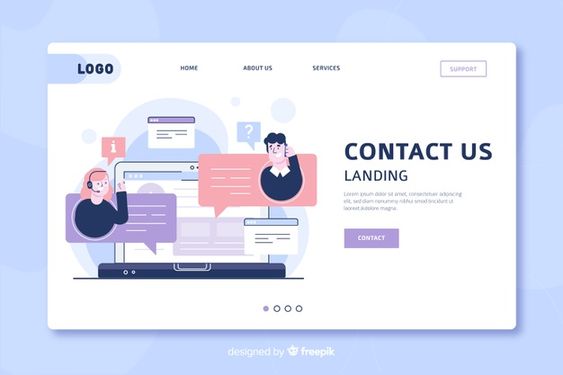 LOGO
HOME
ABOUT US
SERVICES
SUPPORT
i
?
CONTACT US
LANDING
Lorem ipsum dolor sit amet, consectetuer adipiscing
elit, sed diam nonummy nibh euismod tincidunt ut
laoreet dolore magna.
CONTACT
designed by freepik